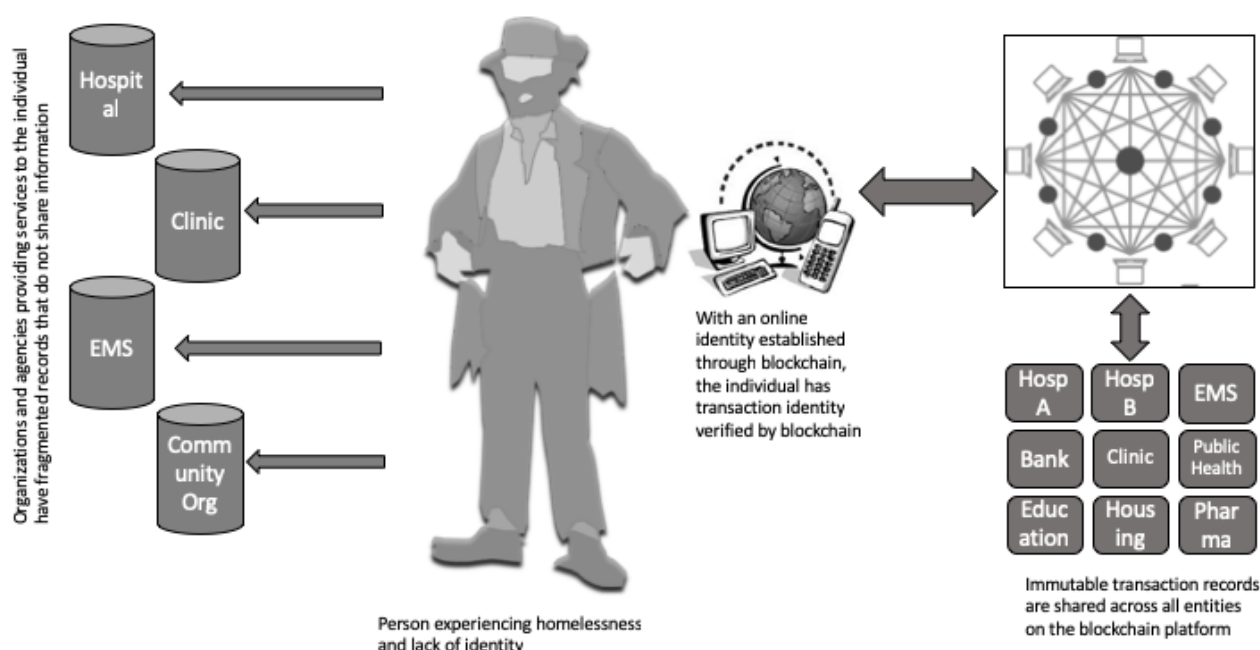 Organizations and agencies providing services to the individual
have fragmented records that do not share information
Hospit
al
Clinic
EMS
Comm
unity
Org
Person experiencing homelessness
and lack of identity
With an online
identity established
through blockchain,
the individual has
transaction identity
verified by blockchain
Hosp
A
Hosp
B
EMS
Bank
Clinic
Public
Health
Educ
ation
Hous
ing
Phar
ma
Immutable transaction records
are shared across all entities
on the blockchain platform